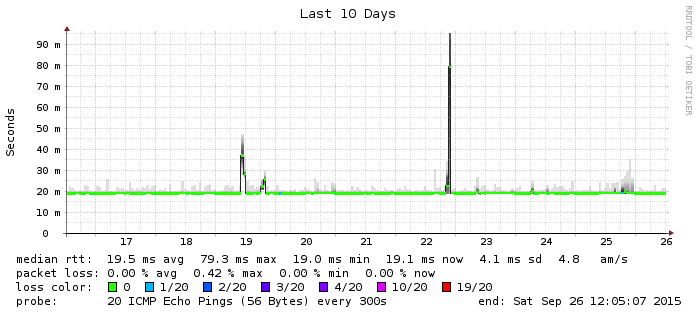 Last 10 Days
RRDTOOL / TOBI OETIKER
Seconds
90 m
80 m
70 m
60 m
50 m
40 m
30 m
20 m
10 m
0
17 18 19 20 21 22 23 24 25 26
median rtt: 19.5 ms avg 79.3 ms max 19.0 ms min 19.1 ms now 4.1 ms sd 4.8 am/s
packet loss: 0.00 % avg 0.42 % max 0.00 % min 0.00 % now
loss color: 0 1/20 2/20 3/20 4/20 10/20 19/20
probe: 20 ICMP Echo Pings (56 Bytes) every 300s end: Sat Sep 26 12:05:07 2015